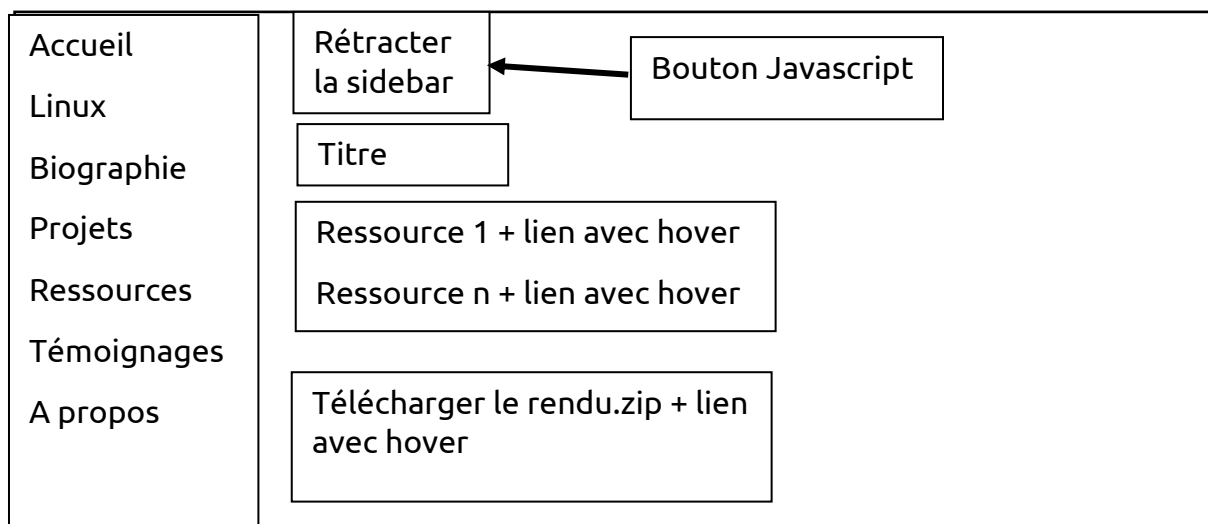 Accueil
Linux
Biographie
Projets
Ressources
Témoignages
A propos
Rétracter
la sidebar
Bouton Javascript
Titre
Ressource 1 + lien avec hover
Ressource n + lien avec hover
Télécharger le rendu.zip + lien
avec hover